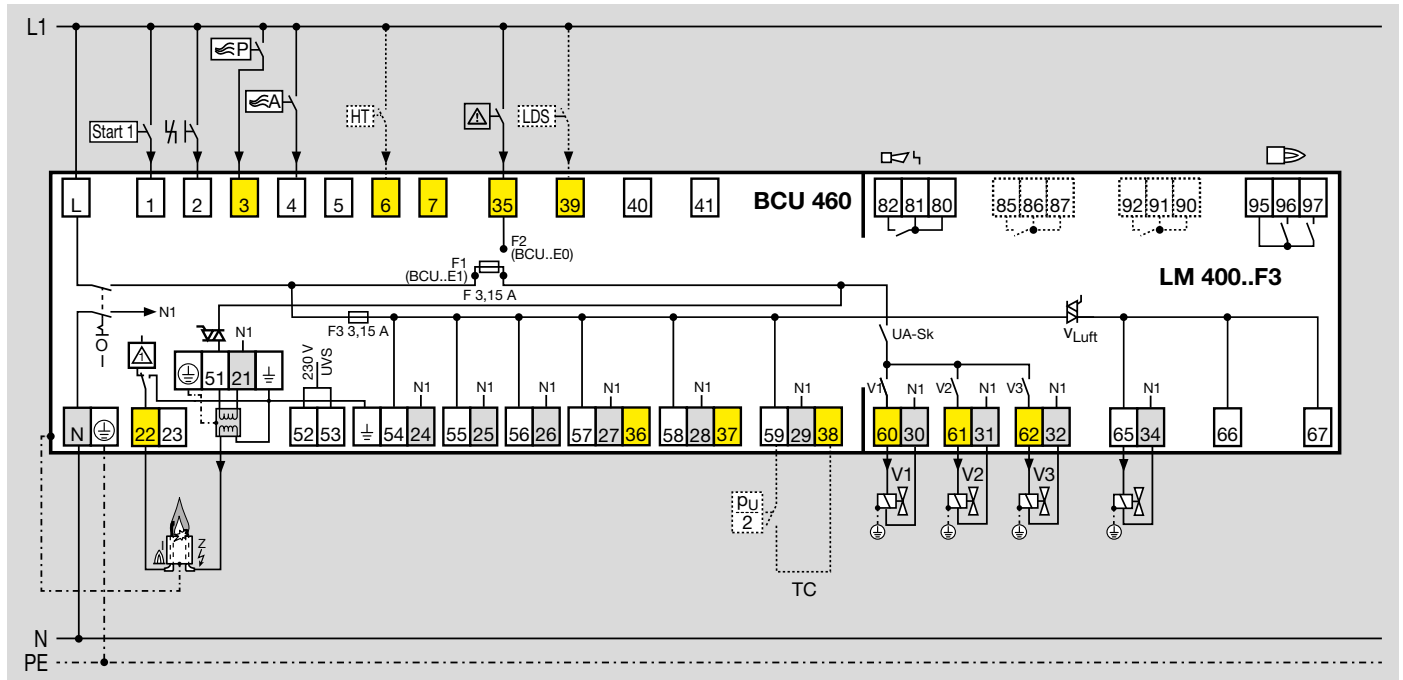 L1
P
A
HT
LDS
Start 1
L 1 2 3 4 5 6 7 35 39 40 41
BCU 460
82 81 80 85 86 87 92 91 90 95 96 97
LM 400..F3
F2
(BCU..E0)
F1
(BCU..E1)
F 3,15 A
N1
F3 3,15 A
UA-Sk
VLuft
O
I
N1
230 V
UVS
51 21
N1 N1 N1 N1 N1 N1
V1 N1 V2 N1 V3 N1 N1
N 22 23 52 53 54 24 55 25 56 26 57 27 36 58 28 37 59 29 38 60 30 61 31 62 32 65 34 66 67
V1 V2 V3
pu
2
I Z
TC
N
PE